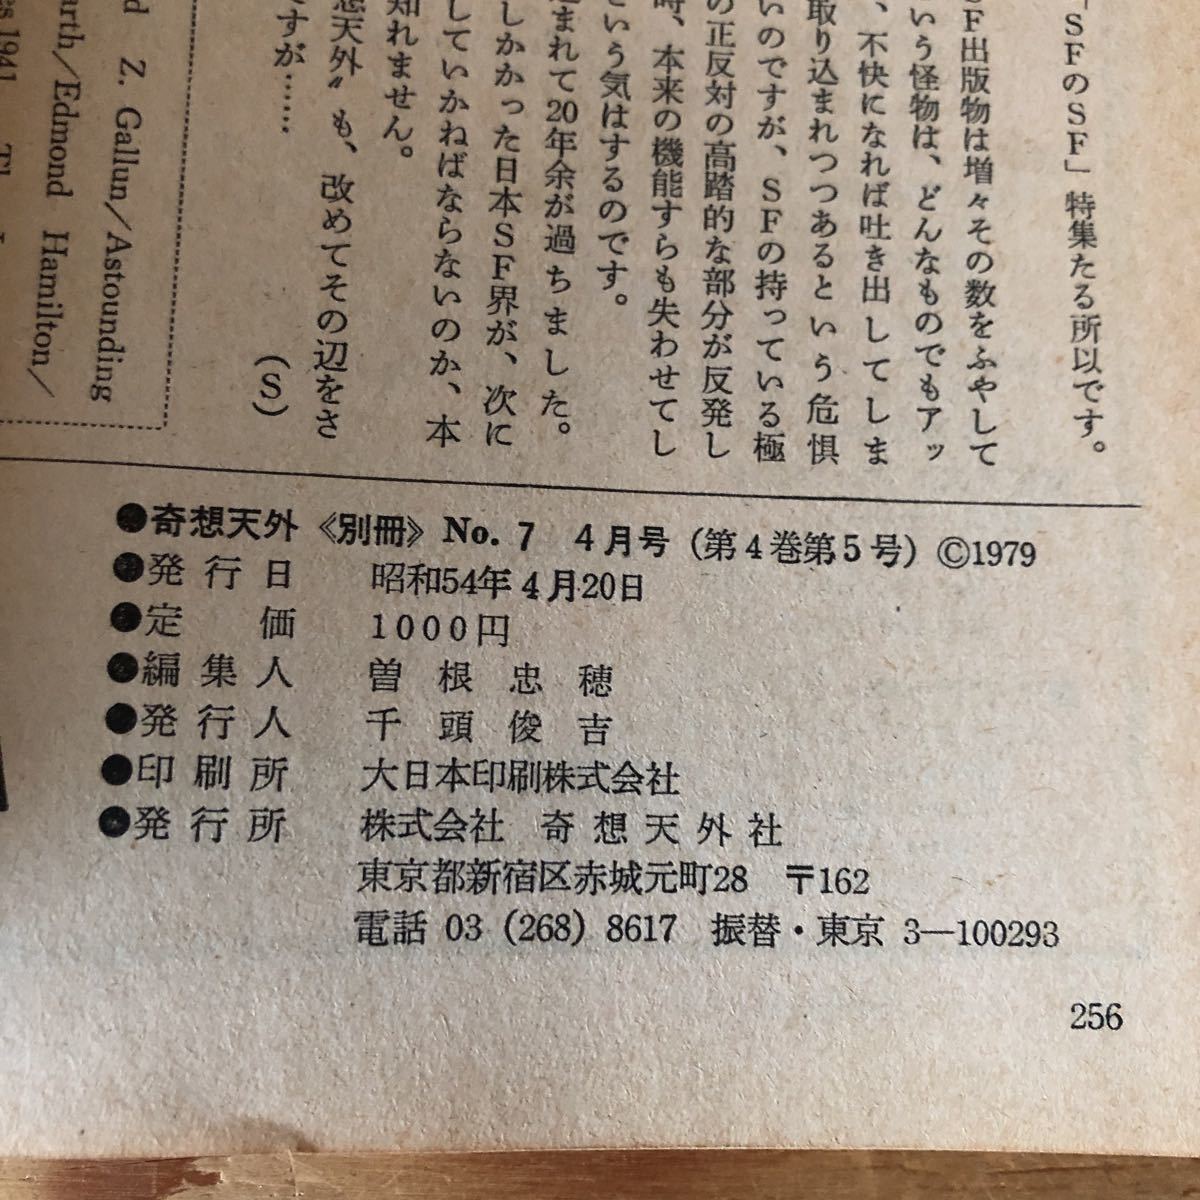 「SFのSF」特集たる所以です。
SF出版物は増々その数をふやして
いう怪物は、どんなものでもアッ
、不快になれば吐き出してしま
取り込まれつつあるという危惧
いのですが、SFの持っている極
の正反対の高踏的な部分が反発し
時、本来の機能すらも失わせてし
という気はするのです。
まれて20年余が過ちました。
しかかった日本SF界が、次に
していかねばならないのか、本
知れません。
想天外〟も、改めてその辺をさ
ですが……
(S)
Z. Gallun/Astounding
arth/Edmond Hamilton/
1941
●奇想天外《別冊》No. 7 4月号(第4巻第5号)©1979
●発行日 昭和54年4月20日
●定価 1000円
●編集人 曽根忠穂
●発行人 千頭俊吉
●印刷所 大日本印刷株式会社
●発行所 株式会社 奇想天外社
東京都新宿区赤城元町28 〒162
電話 03 (268) 8617 振替・東京 3—100293
256